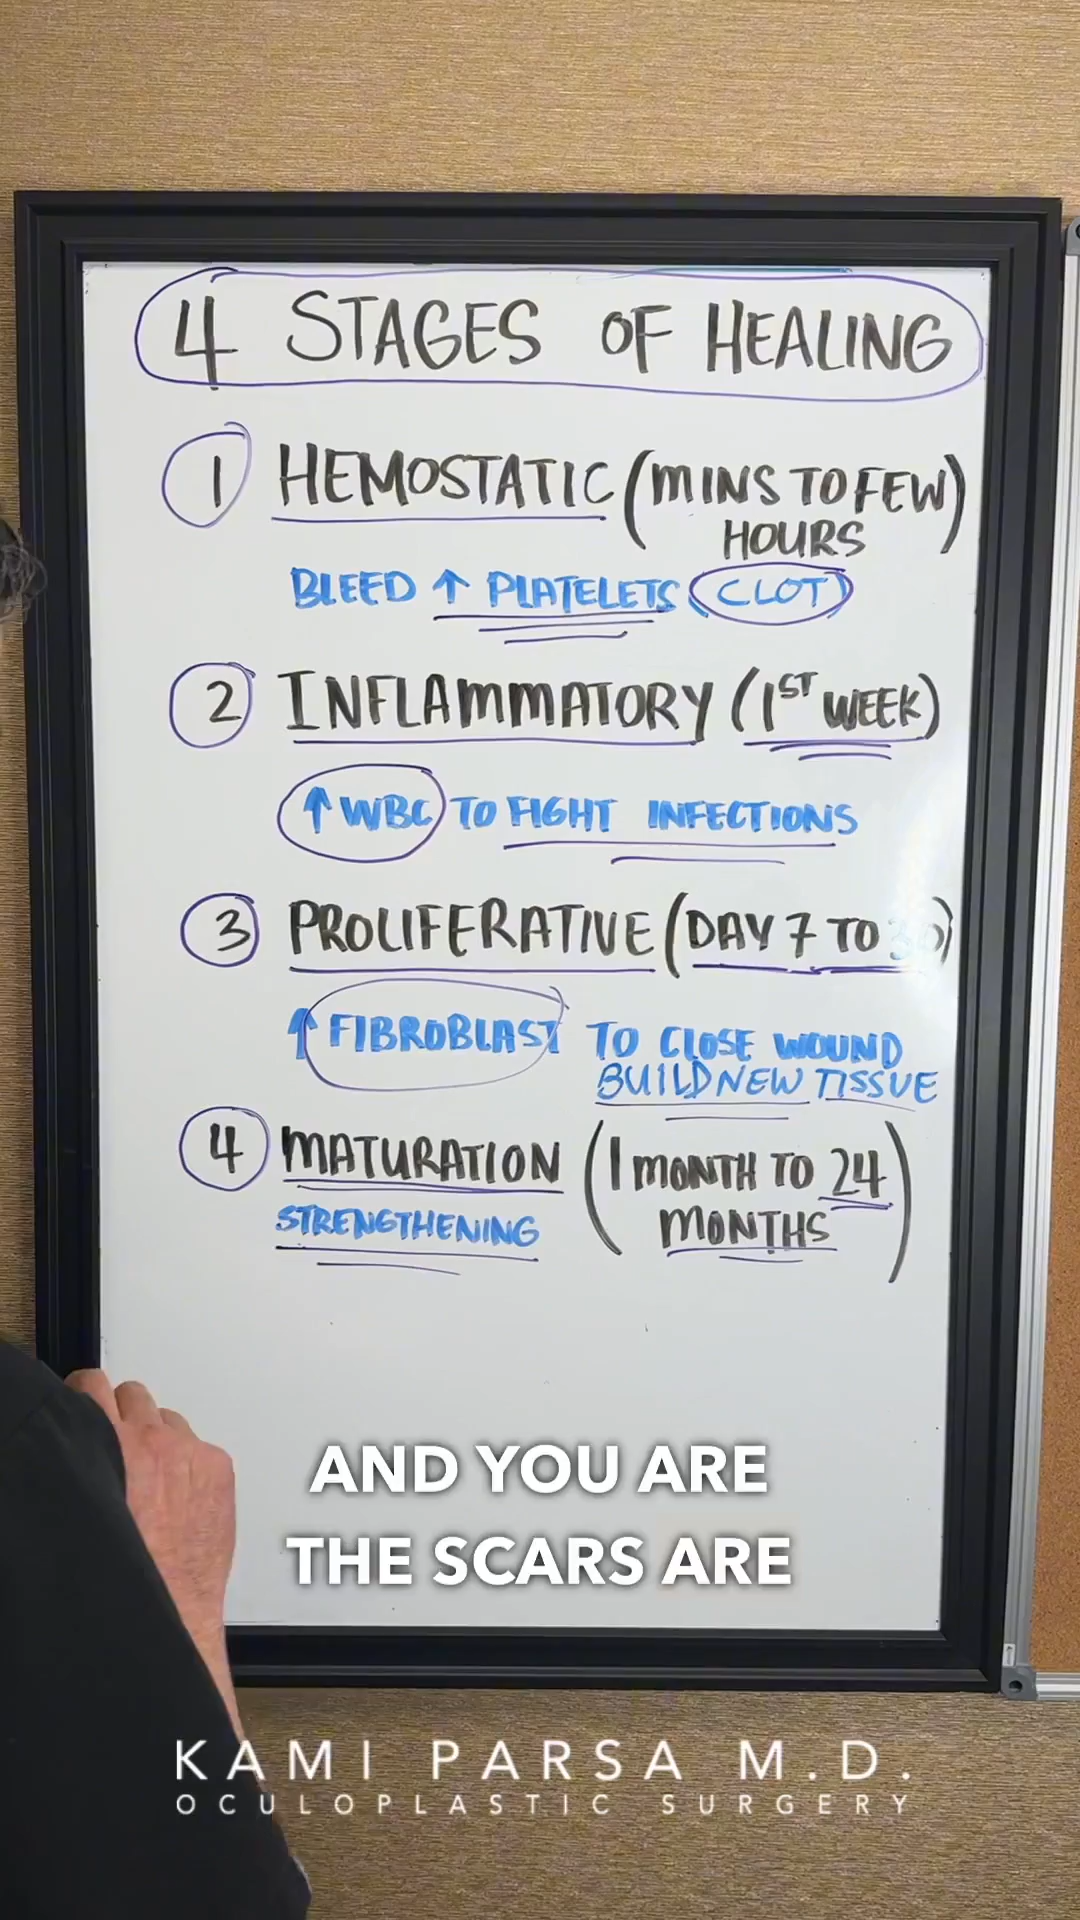 4 STAGES OF HEALING
1 HEMOSTATIC (MINS TO FEW
HOURS)
BLEED ↑ PLATELETS (CLOT)
2 INFLAMMATORY (1ST WEEK)
↑ WBC TO FIGHT INFECTIONS
3 PROLIFERATIVE (DAY 7 TO 30)
↑ FIBROBLAST TO CLOSE WOUND
BUILD NEW TISSUE
4 MATURATION (1 MONTH TO 24
MONTHS)
STRENGTHENING
AND YOU ARE
THE SCARS ARE
KAMI PARSA M.D.
OCULOPLASTIC SURGERY